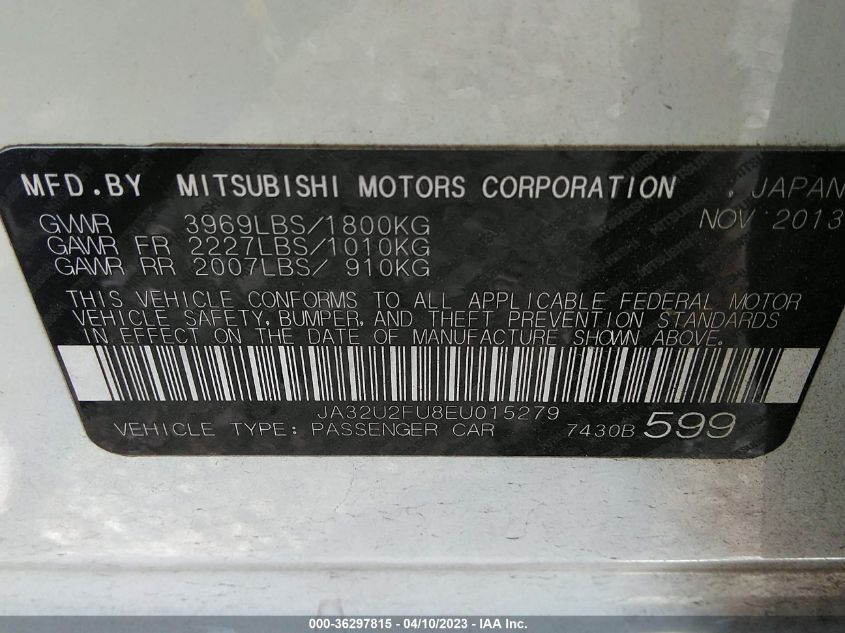 MFD.BY MITSUBISHI MOTORS CORPORATION , JAPAN
GVWR 3969LBS/1800KG NOV 2013
GAWR FR 2227LBS/1010KG
GAWR RR 2007LBS/ 910KG
THIS VEHICLE CONFORMS TO ALL APPLICABLE FEDERAL MOTOR
VEHICLE SAFETY, BUMPER, AND THEFT PREVENTION STANDARDS
IN EFFECT ON THE DATE OF MANUFACTURE SHOWN ABOVE.
JA32U2FU8EU015279
VEHICLE TYPE: PASSENGER CAR 7430B 599
000-36297815 - 04/10/2023 - IAA Inc.